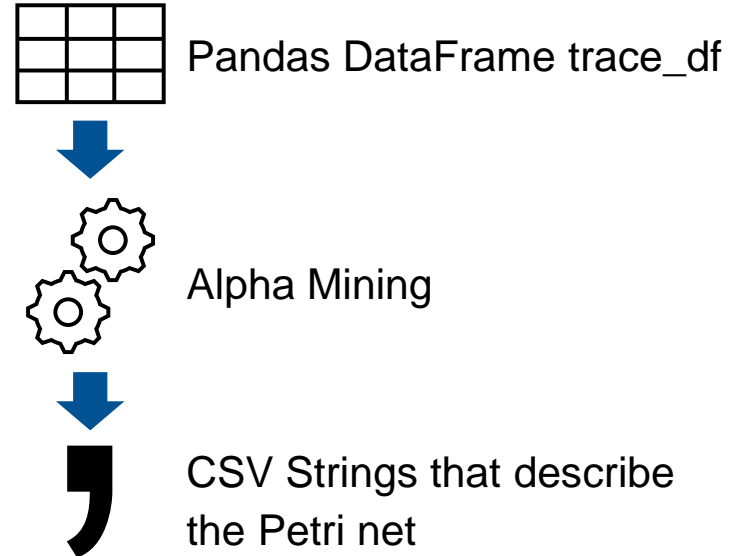 Pandas DataFrame trace_df
Alpha Mining
CSV Strings that describe
the Petri net